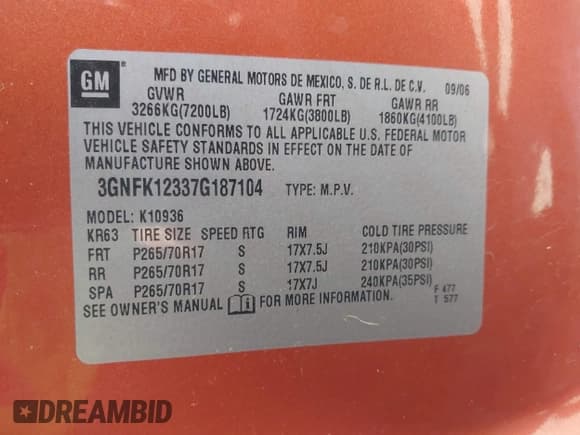 GM
MFD BY GENERAL MOTORS DE MEXICO, S. DE R.L. DE C.V. 09/06
GVWR GAWR FRT GAWR RR
3266KG(7200LB) 1724KG(3800LB) 1860KG(4100LB)
THIS VEHICLE CONFORMS TO ALL APPLICABLE U.S. FEDERAL MOTOR
VEHICLE SAFETY STANDARDS IN EFFECT ON THE DATE OF
MANUFACTURE SHOWN ABOVE.
3GNFK12337G187104 TYPE: M.P.V.
MODEL: K10936
KR63 TIRE SIZE SPEED RTG RIM COLD TIRE PRESSURE
FRT P265/70R17 S 17X7.5J 210KPA(30PSI)
RR P265/70R17 S 17X7.5J 210KPA(30PSI)
SPA P265/70R17 S 17X7J 240KPA(35PSI)
SEE OWNER'S MANUAL FOR MORE INFORMATION.
F 477
T 577
DREAMBID